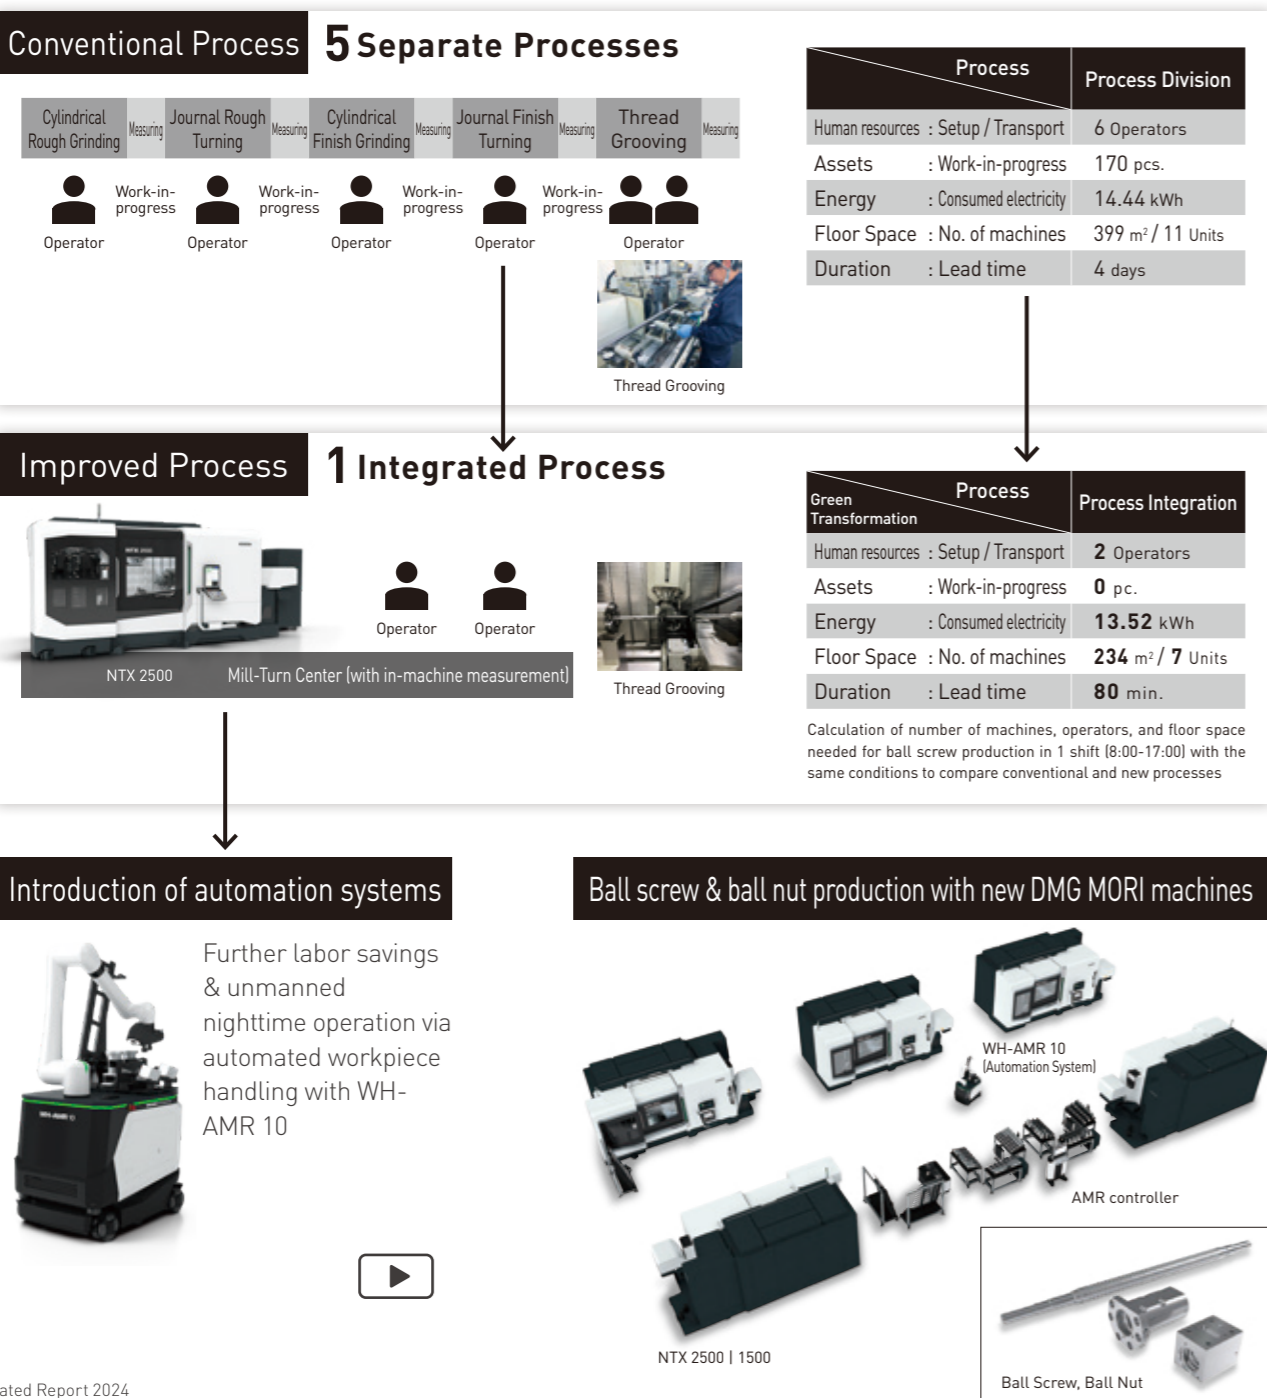 Conventional Process
5 Separate Processes
Cylindrical
Rough Grinding
Measuring
Journal Rough
Turning
Measuring
Cylindrical
Finish Grinding
Measuring
Journal Finish
Turning
Measuring
Thread
Grooving
Measuring
Work-in-
progress
Work-in-
progress
Work-in-
progress
Work-in-
progress
Operator
Operator
Operator
Operator
Operator
Thread Grooving
Process
Process Division
Human resources : Setup / Transport 6 Operators
Assets : Work-in-progress 170 pcs.
Energy : Consumed electricity 14.44 kWh
Floor Space : No. of machines 399 m² / 11 Units
Duration : Lead time 4 days
Improved Process
1 Integrated Process
Operator
Operator
NTX 2500 Mill-Turn Center (with in-machine measurement)
Thread Grooving
Green
Transformation
Process
Process Integration
Human resources : Setup / Transport 2 Operators
Assets : Work-in-progress 0 pc.
Energy : Consumed electricity 13.52 kWh
Floor Space : No. of machines 234 m² / 7 Units
Duration : Lead time 80 min.
Calculation of number of machines, operators, and floor space
needed for ball screw production in 1 shift (8:00-17:00) with the
same conditions to compare conventional and new processes
Introduction of automation systems
Further labor savings
& unmanned
nighttime operation via
automated workpiece
handling with WH-
AMR 10
WH-AMR 10
Ball screw & ball nut production with new DMG MORI machines
WH-AMR 10
(Automation System)
AMR controller
NTX 2500 | 1500
Ball Screw, Ball Nut
ated Report 2024